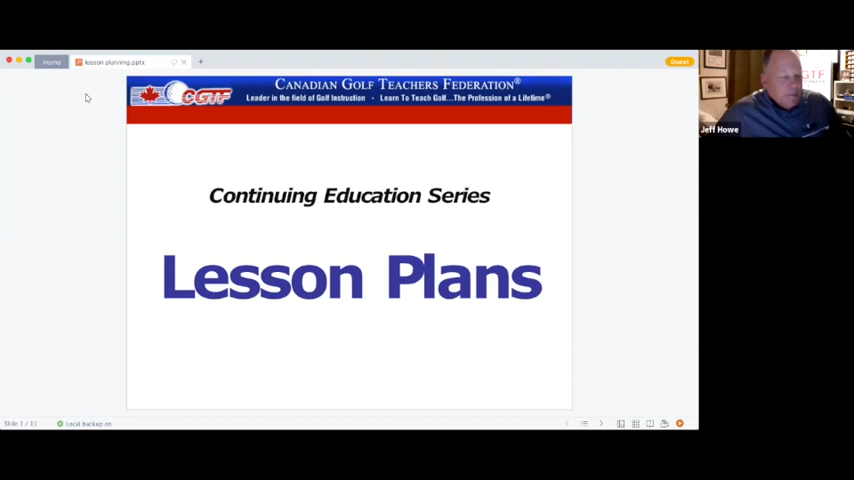 Home
lesson planning.pptx
Guest
CGTF
CANADIAN GOLF TEACHERS FEDERATION®
Leader in the field of Golf Instruction - Learn To Teach Golf...The Profession of a Lifetime®
Continuing Education Series
Lesson Plans
Jeff Howe
Slide 1 / 11
Local backup on